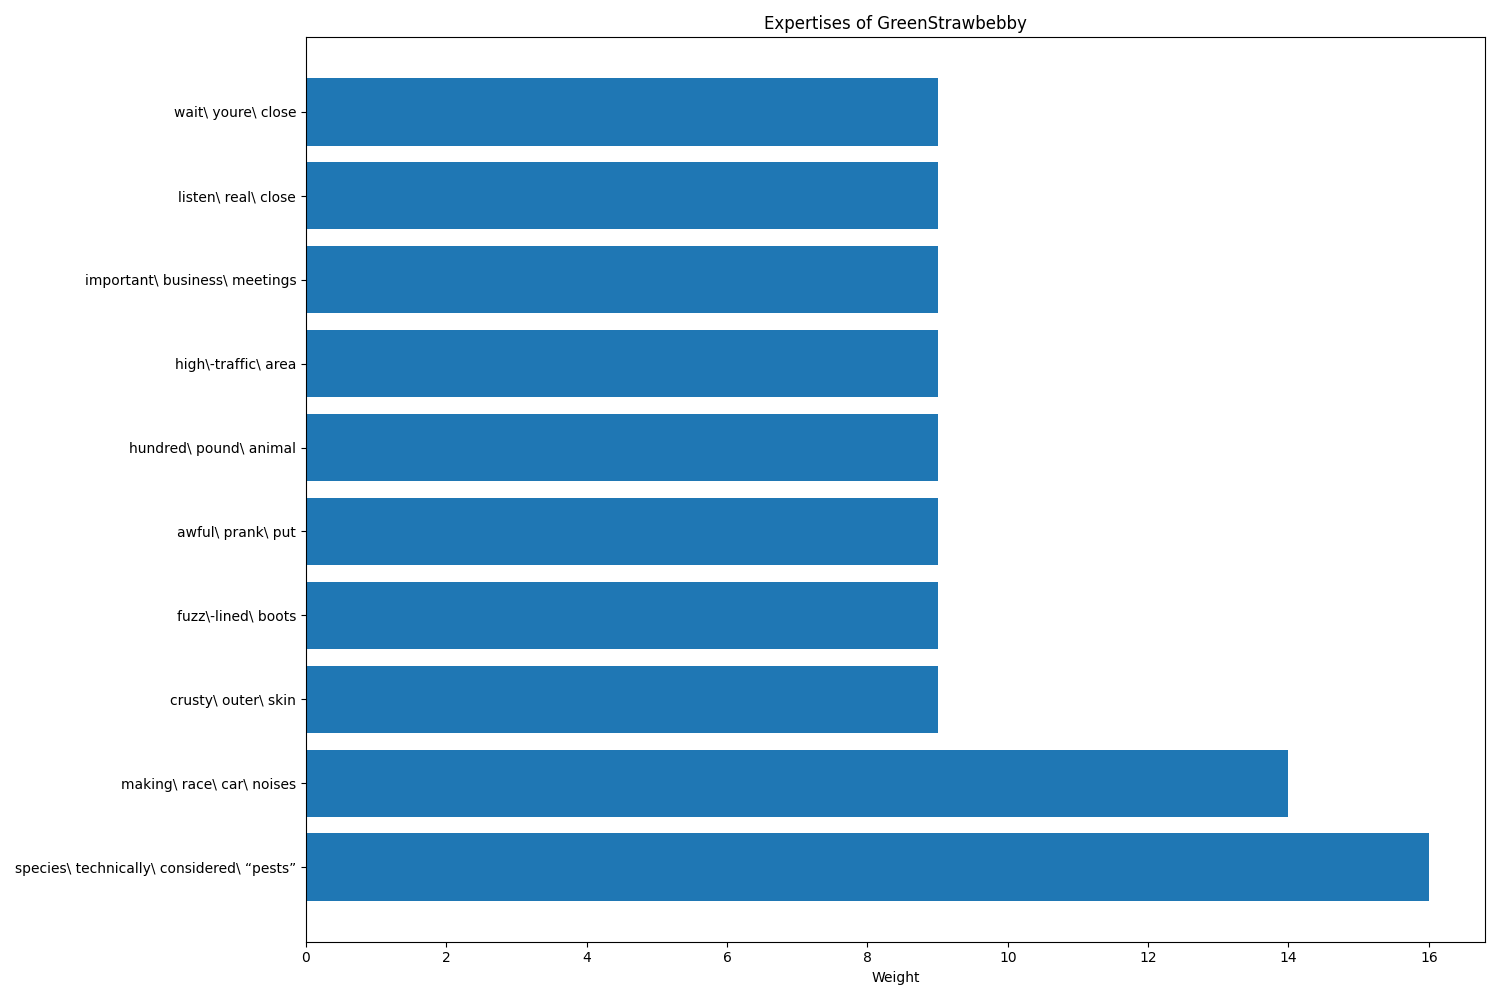 Expertises of GreenStrawbebby
wait\ youre\ close
listen\ real\ close
important\ business\ meetings
high\-traffic\ area
hundred\ pound\ animal
awful\ prank\ put
fuzz\-lined\ boots
crusty\ outer\ skin
making\ race\ car\ noises
species\ technically\ considered\ “pests”
0 2 4 6 8 10 12 14 16
Weight